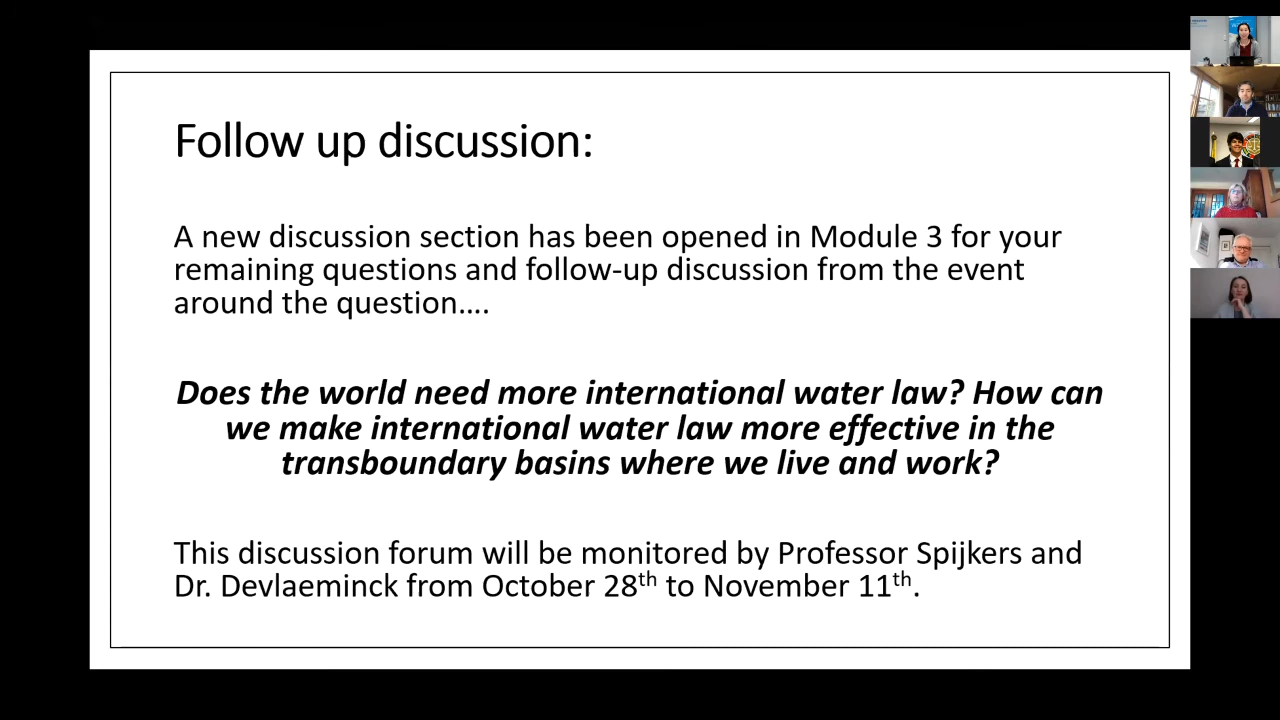 Follow up discussion:
A new discussion section has been opened in Module 3 for your
remaining questions and follow-up discussion from the event
around the question....
Does the world need more international water law? How can
we make international water law more effective in the
transboundary basins where we live and work?
This discussion forum will be monitored by Professor Spijkers and
Dr. Devlaeminck from October 28th to November 11th.